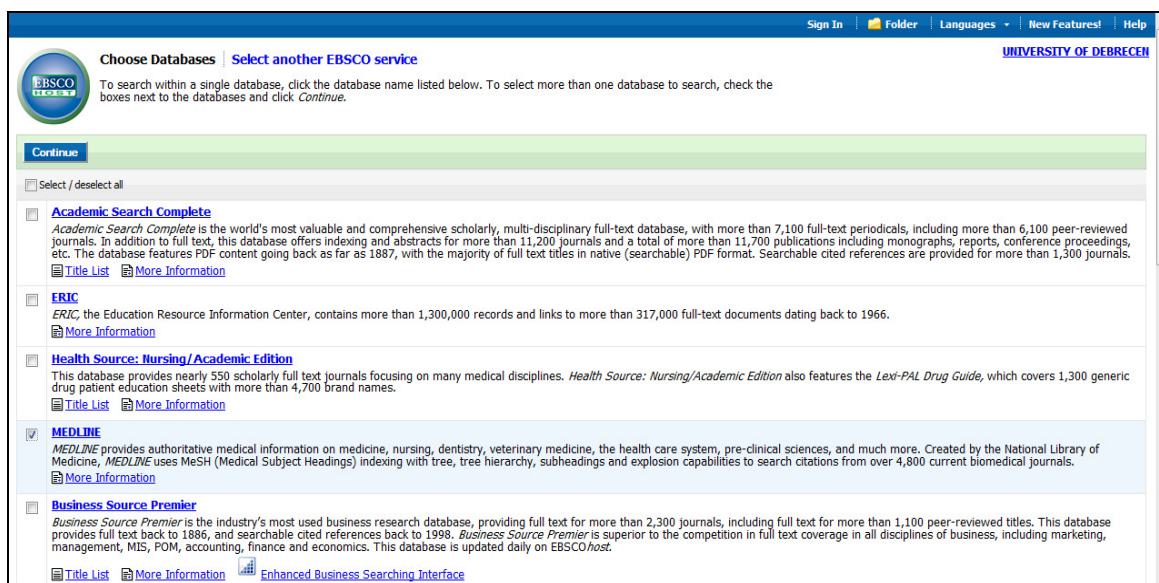 Sign In Folder Languages New Features! Help
UNIVERSITY OF DEBRECEN
EBSCO
HOST
Choose Databases Select another EBSCO service
To search within a single database, click the database name listed below. To select more than one database to search, check the
boxes next to the databases and click Continue.
Continue
Select / deselect all
Academic Search Complete
Academic Search Complete is the world's most valuable and comprehensive scholarly, multi-disciplinary full-text database, with more than 7,100 full-text periodicals, including more than 6,100 peer-reviewed
journals. In addition to full text, this database offers indexing and abstracts for more than 11,200 journals and a total of more than 11,700 publications including monographs, reports, conference proceedings,
etc. The database features PDF content going back as far as 1887, with the majority of full text titles in native (searchable) PDF format. Searchable cited references are provided for more than 1,300 journals.
Title List More Information
ERIC
ERIC, the Education Resource Information Center, contains more than 1,300,000 records and links to more than 317,000 full-text documents dating back to 1966.
More Information
Health Source: Nursing/Academic Edition
This database provides nearly 550 scholarly full text journals focusing on many medical disciplines. Health Source: Nursing/Academic Edition also features the Lexi-PAL Drug Guide, which covers 1,300 generic
drug patient education sheets with more than 4,700 brand names.
Title List More Information
MEDLINE
MEDLINE provides authoritative medical information on medicine, nursing, dentistry, veterinary medicine, the health care system, pre-clinical sciences, and much more. Created by the National Library of
Medicine, MEDLINE uses MeSH (Medical Subject Headings) indexing with tree, tree hierarchy, subheadings and explosion capabilities to search citations from over 4,800 current biomedical journals.
More Information
Business Source Premier
Business Source Premier is the industry's most used business research database, providing full text for more than 2,300 journals, including full text for more than 1,100 peer-reviewed titles. This database
provides full text back to 1886, and searchable cited references back to 1998. Business Source Premier is superior to the competition in full text coverage in all disciplines of business, including marketing,
management, MIS, POM, accounting, finance and economics. This database is updated daily on EBSCOhost.
Title List More Information Enhanced Business Searching Interface